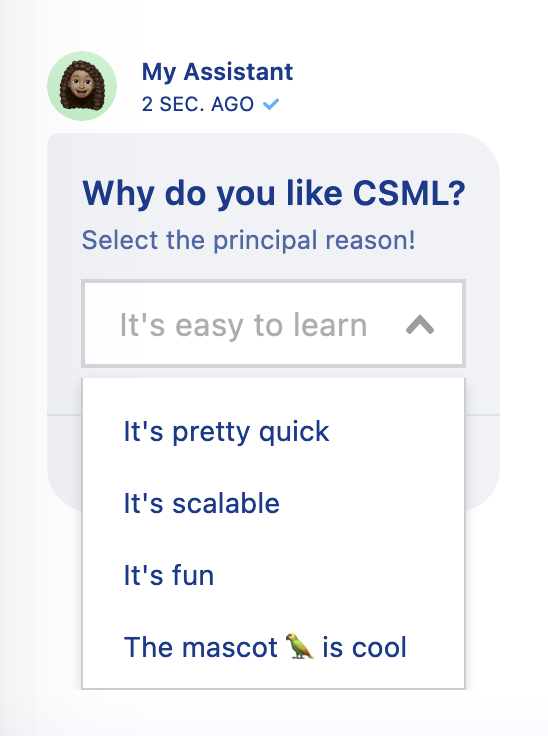 My Assistant
2 SEC. AGO
Why do you like CSML?
Select the principal reason!
It's easy to learn
It's pretty quick
It's scalable
It's fun
The mascot 🦜 is cool